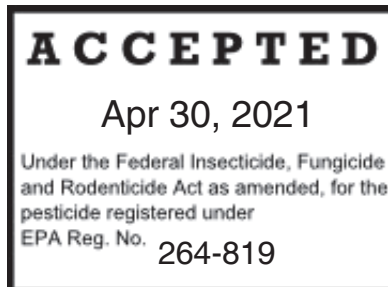 ACCEPTED
Apr 30, 2021
Under the Federal Insecticide, Fungicide
and Rodenticide Act as amended, for the
pesticide registered under
EPA Reg. No. 264-819